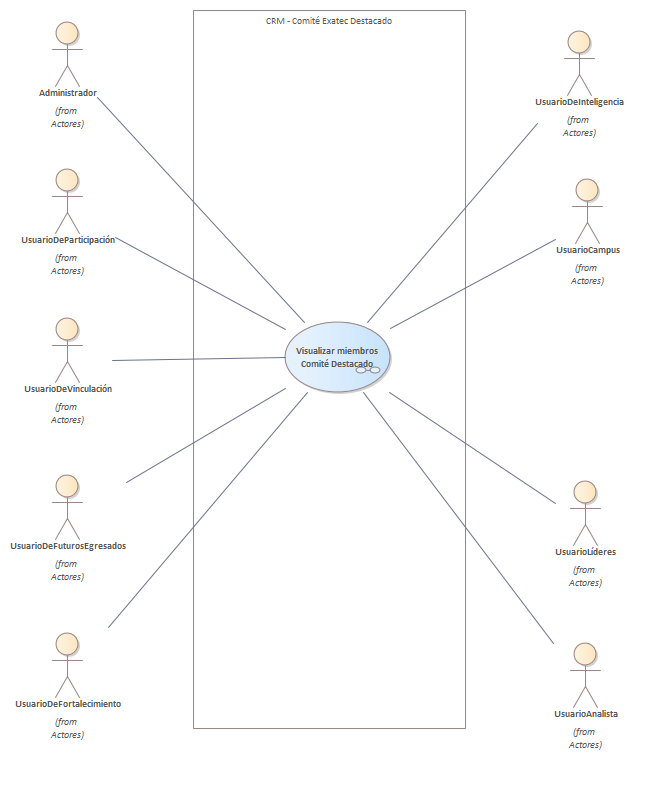 CRM - Comité Exatec Destacado
Administrador
(from
Actores)
UsuarioDeParticipación
(from
Actores)
UsuarioDeVinculación
(from
Actores)
UsuarioDeFuturosEgresados
(from
Actores)
UsuarioDeFortalecimiento
(from
Actores)
Visualizar miembros
Comité Destacado
UsuarioDeInteligencia
(from
Actores)
UsuarioCampus
(from
Actores)
UsuarioLíderes
(from
Actores)
UsuarioAnalista
(from
Actores)